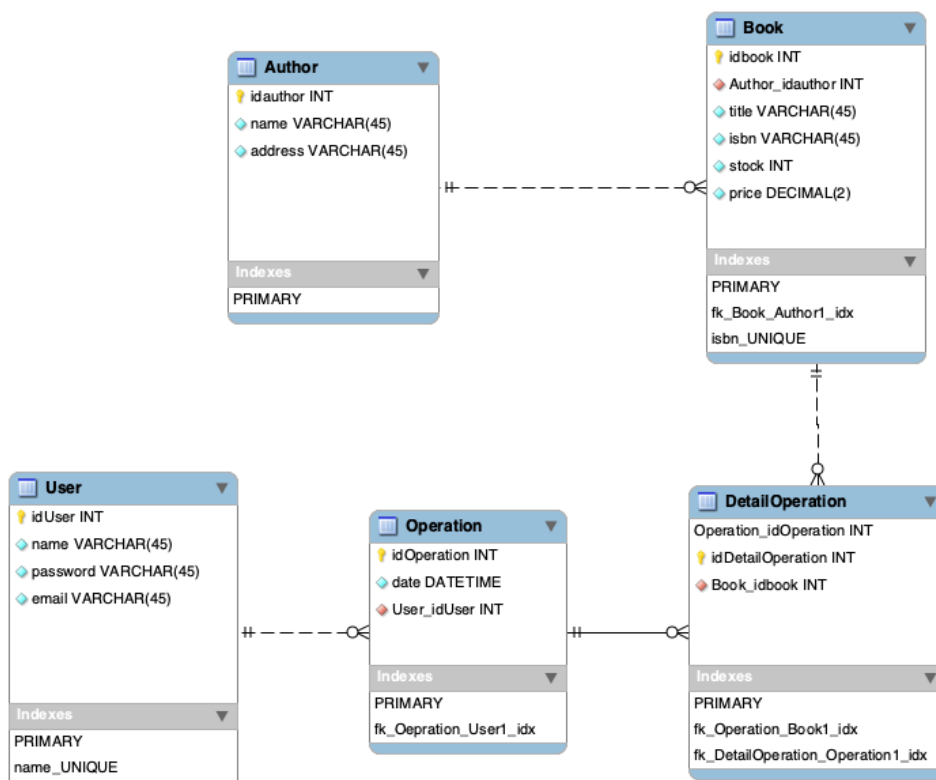 Author
idauthor INT
name VARCHAR(45)
address VARCHAR(45)
Indexes
PRIMARY
Book
idbook INT
Author_idauthor INT
title VARCHAR(45)
isbn VARCHAR(45)
stock INT
price DECIMAL(2)
Indexes
PRIMARY
fk_Book_Author1_idx
isbn_UNIQUE
User
idUser INT
name VARCHAR(45)
password VARCHAR(45)
email VARCHAR(45)
Indexes
PRIMARY
name_UNIQUE
Operation
idOperation INT
date DATETIME
User_idUser INT
Indexes
PRIMARY
fk_Oepration_User1_idx
DetailOperation
Operation_idOperation INT
idDetailOperation INT
Book_idbook INT
Indexes
PRIMARY
fk_Operation_Book1_idx
fk_DetailOperation_Operation1_idx